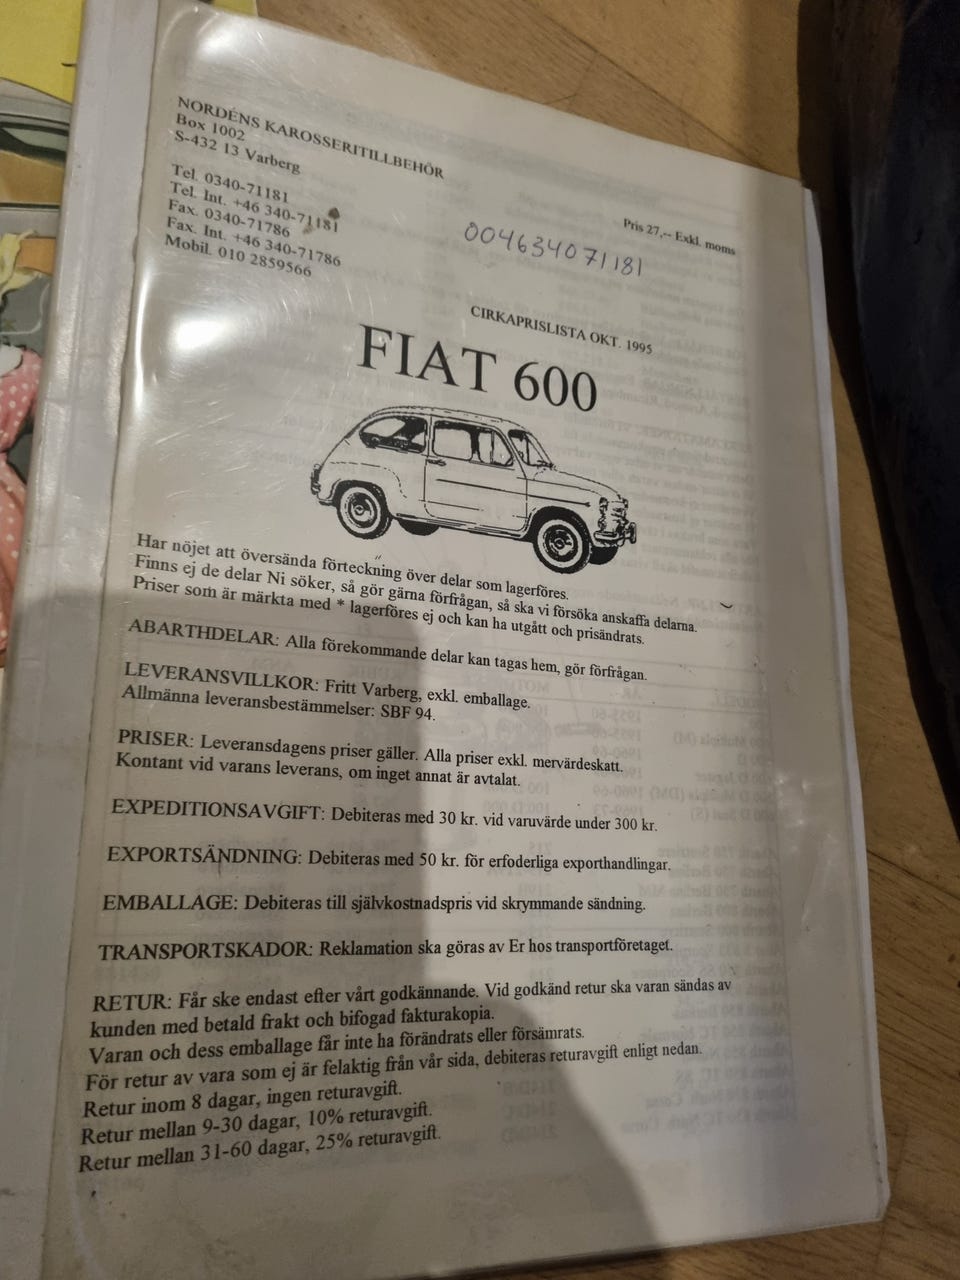 NORDÉNS KAROSSERITILLBEHÖR
Box 1002
S-432 13 Varberg
Tel. 0340-71181
Tel. Int. +46 340-71181
Fax. 0340-71786
Fax. Int. +46 340-71786
Mobil. 010 2859566
Pris 27,-- Exkl. moms
004634071181
CIRKAPRISLISTA OKT. 1995
FIAT 600
Har nöjet att översända förteckning över delar som lagerföres.
Finns ej de delar Ni söker, så gör gärna förfrågan, så ska vi försöka anskaffa delarna.
Priser som är märkta med * lagerföres ej och kan ha utgått och prisändrats.
ABARTHDELAR: Alla förekommande delar kan tagas hem, gör förfrågan.
LEVERANSVILLKOR: Fritt Varberg, exkl. emballage.
Allmänna leveransbestämmelser: SBF 94.
PRISER: Leveransdagens priser gäller. Alla priser exkl. mervärdeskatt.
Kontant vid varans leverans, om inget annat är avtalat.
EXPEDITIONSAVGIFT: Debiteras med 30 kr. vid varuvärde under 300 kr.
EXPORTSÄNDNING: Debiteras med 50 kr. för erfoderliga exporthandlingar.
EMBALLAGE: Debiteras till självkostnadspris vid skrymmande sändning.
TRANSPORTSKADOR: Reklamation ska göras av Er hos transportföretaget.
RETUR: Får ske endast efter vårt godkännande. Vid godkänd retur ska varan sändas av
kunden med betald frakt och bifogad fakturakopia.
Varan och dess emballage får inte ha förändrats eller försämrats.
För retur av vara som ej är felaktig från vår sida, debiteras returavgift enligt nedan.
Retur inom 8 dagar, ingen returavgift.
Retur mellan 9-30 dagar, 10% returavgift.
Retur mellan 31-60 dagar, 25% returavgift.